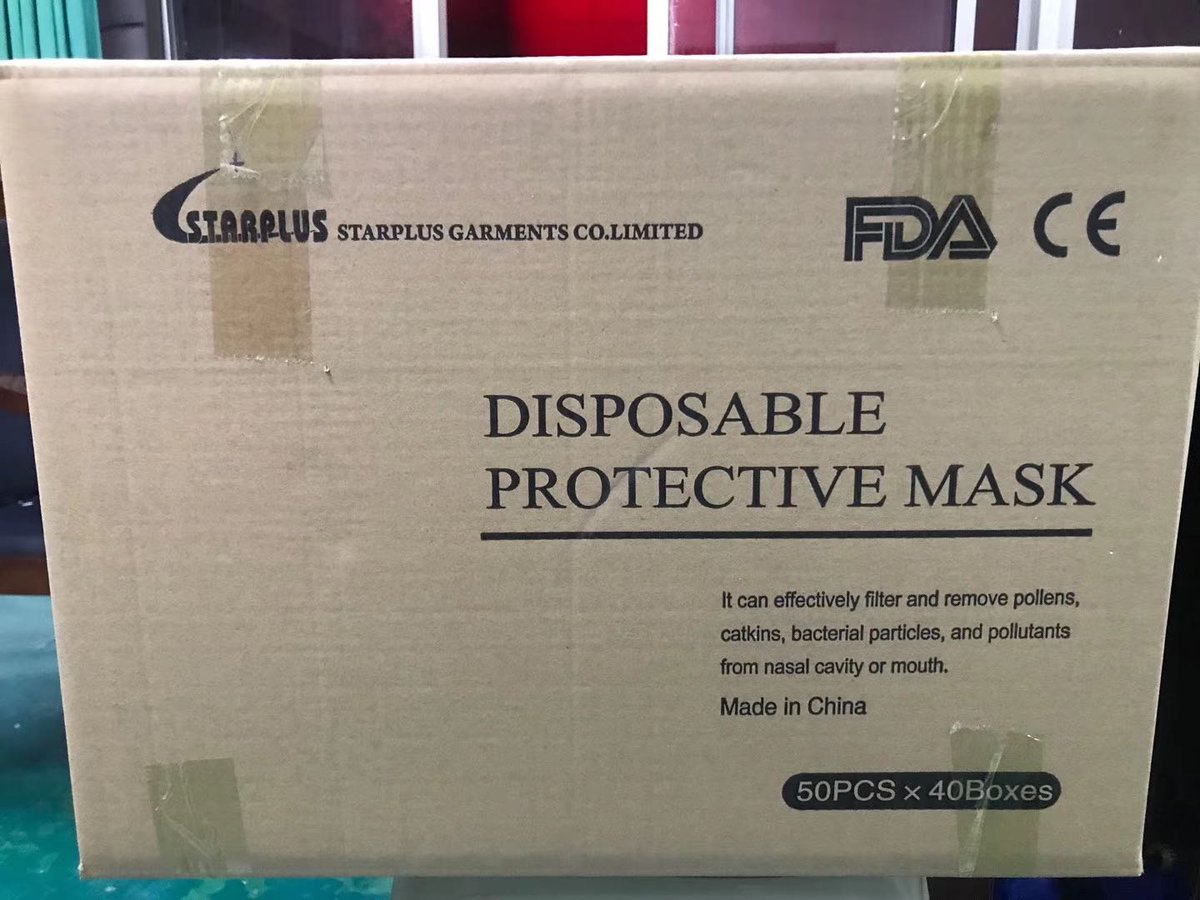 S.T.A.R.P.L.U.S STARPLUS GARMENTS CO.LIMITED
FDA CE
DISPOSABLE
PROTECTIVE MASK
It can effectively filter and remove pollens,
catkins, bacterial particles, and pollutants
from nasal cavity or mouth.
Made in China
50PCS × 40Boxes